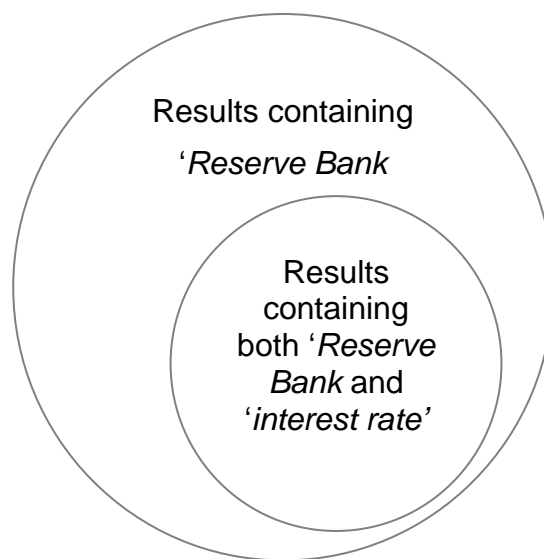 Results containing
‘Reserve Bank
Results
containing
both ‘Reserve
Bank and
‘interest rate’